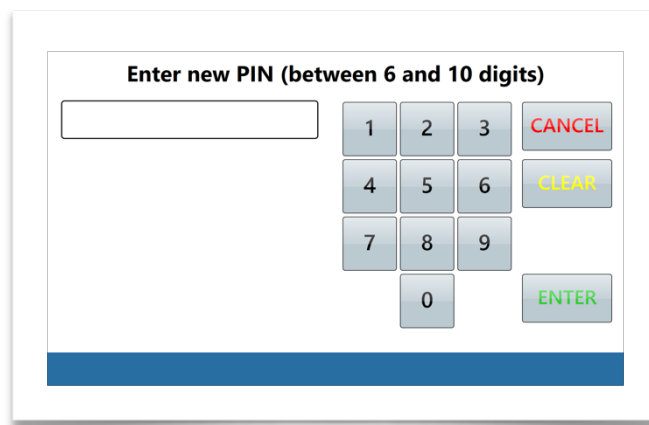 Enter new PIN (between 6 and 10 digits)
1 2 3 CANCEL
4 5 6 CLEAR
7 8 9
0 ENTER